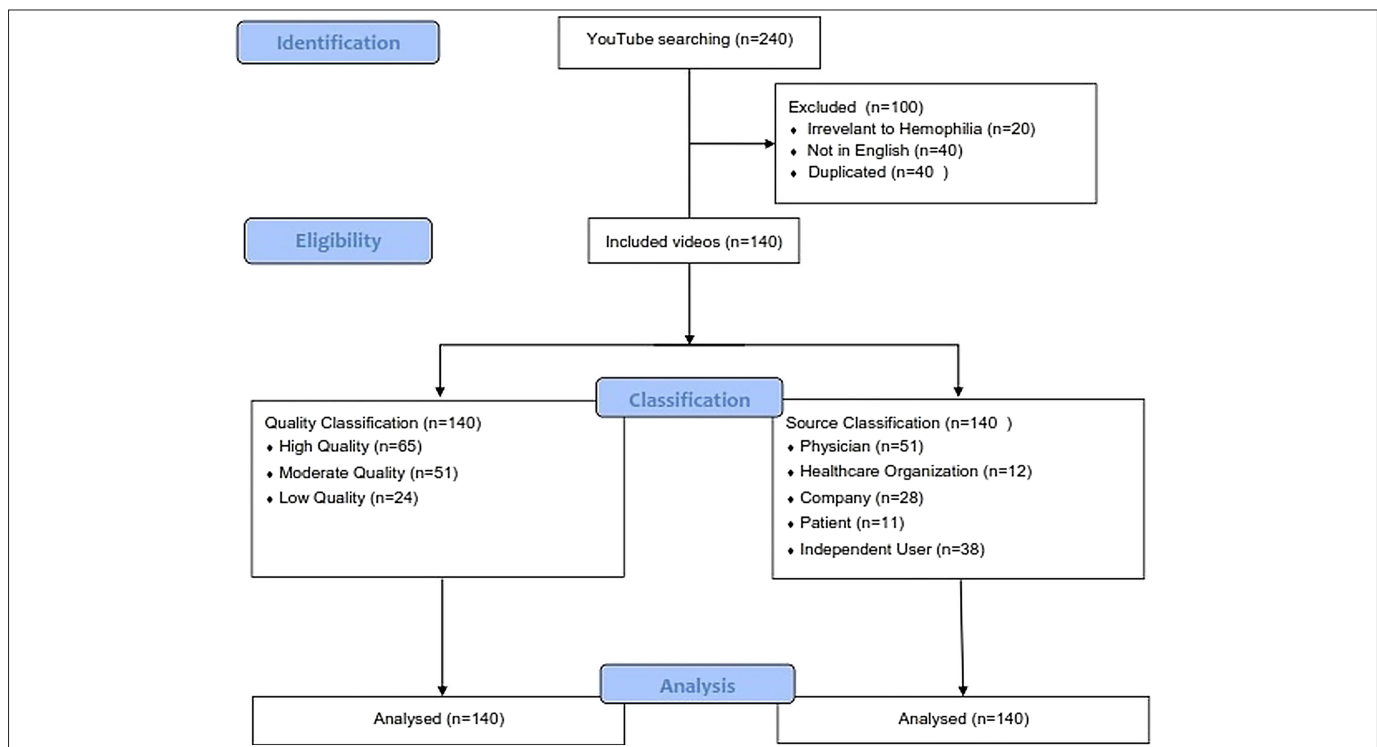 Identification
YouTube searching (n=240)
Excluded (n=100)
♦ Irrevelant to Hemophilia (n=20)
♦ Not in English (n=40)
♦ Duplicated (n=40 )
Eligibility
Included videos (n=140)
Classification
Quality Classification (n=140)
♦ High Quality (n=65)
♦ Moderate Quality (n=51)
♦ Low Quality (n=24)
Source Classification (n=140 )
♦ Physician (n=51)
♦ Healthcare Organization (n=12)
♦ Company (n=28)
♦ Patient (n=11)
♦ Independent User (n=38)
Analysis
Analysed (n=140)
Analysed (n=140)